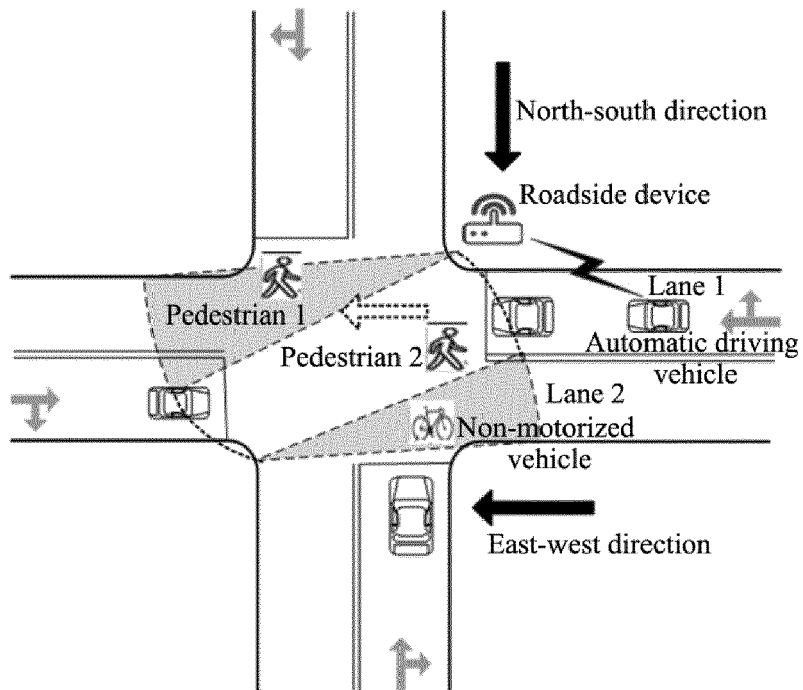 North-south direction
Roadside device
Lane 1
Pedestrian 1
Automatic driving
vehicle
Pedestrian 2
Lane 2
Non-motorized
vehicle
East-west direction